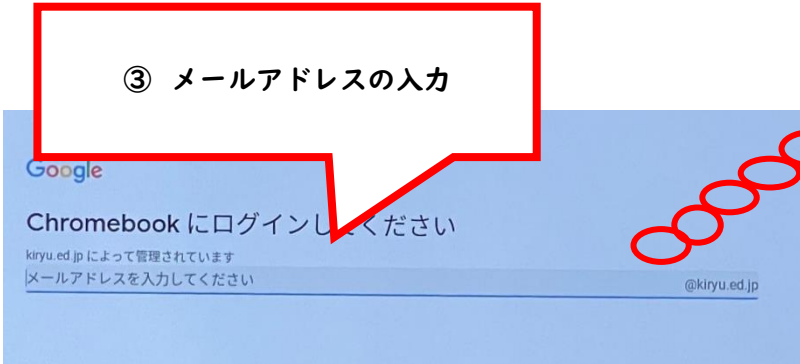 ③ メールアドレスの入力
Google
Chromebook にログインしてください
kiryu.ed.jp によって管理されています
メールアドレスを入力してください
@kiryu.ed.jp